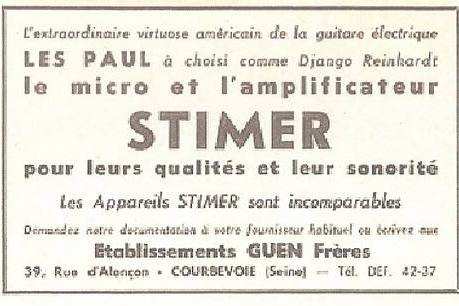 L'extraordinaire virtuose américain de la guitare électrique
LES PAUL à choisi comme Django Reinhardt
le micro et l'amplificateur
STIMER
pour leurs qualités et leur sonorité
Les Appareils STIMER sont incomparables
Demandez notre documentation à votre fournisseur habituel ou écrivez aux
Etablissements GUEN Frères
39, Rue d'Alençon - COURBEVOIE (Seine) — Tél. DEF. 42-37